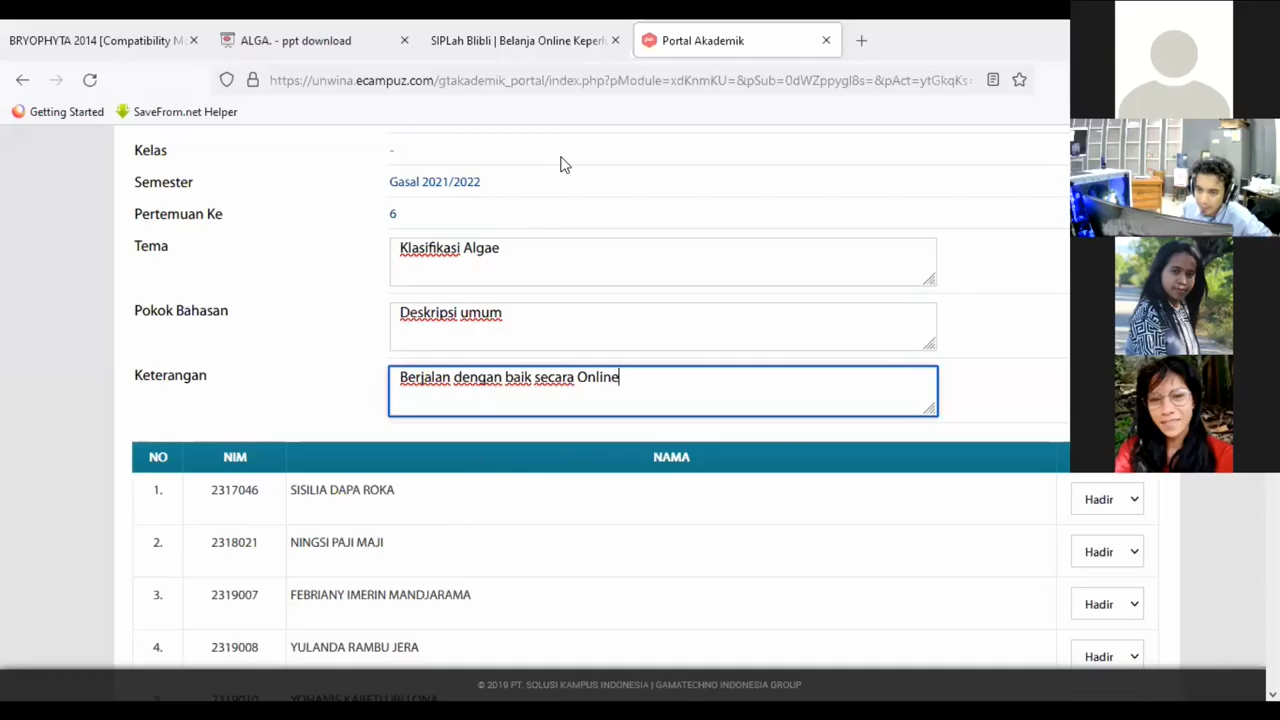 BRYOPHYTA 2014 [Compatibility Mo
ALGA. - ppt download
SIPLah Blibli | Belanja Online Keperlu
Portal Akademik
https://unwina.ecampuz.com/gtakademik_portal/index.php?pModule=xdKnmKU=&pSub=0dWZppygl8s=&pAct=ytGkqKs=
Getting Started
SaveFrom.net Helper
Kelas -
Semester Gasal 2021/2022
Pertemuan Ke 6
Tema Klasifikasi Algae
Pokok Bahasan Deskripsi umum
Keterangan Berjalan dengan baik secara Online
NO NIM NAMA
1. 2317046 SISILIA DAPA ROKA Hadir
2. 2318021 NINGSI PAJI MAJI Hadir
3. 2319007 FEBRIANY IMERIN MANDJARAMA Hadir
4. 2319008 YULANDA RAMBU JERA Hadir
© 2019 PT. SOLUSI KAMPUS INDONESIA | GAMATECHNO INDONESIA GROUP